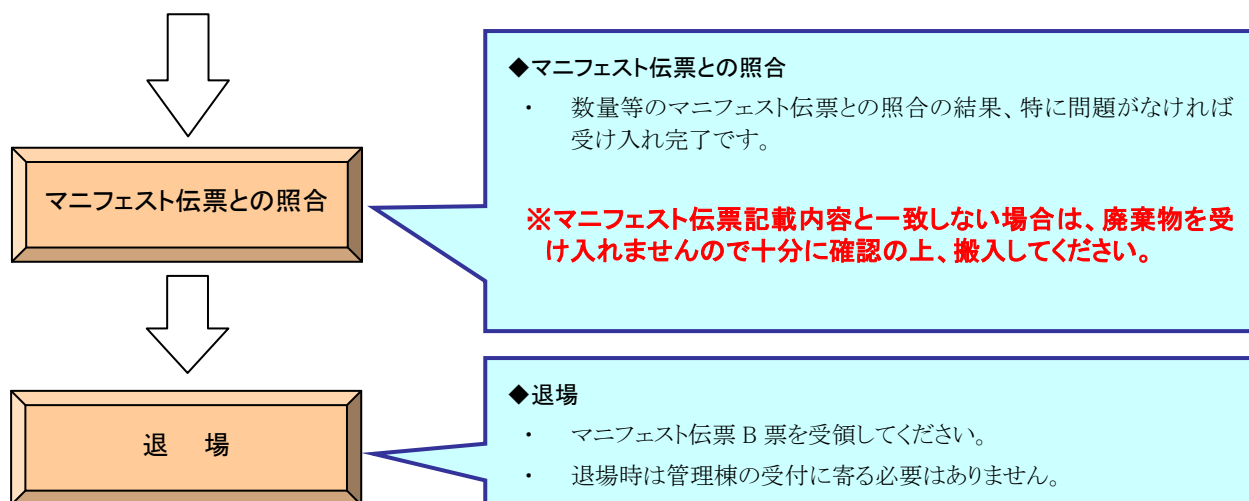 マニフェスト伝票との照合
◆マニフェスト伝票との照合
・ 数量等のマニフェスト伝票との照合の結果、特に問題がなければ
受け入れ完了です。
※マニフェスト伝票記載内容と一致しない場合は、廃棄物を受
け入れませんので十分に確認の上、搬入してください。
退 場
◆退場
・ マニフェスト伝票 B 票を受領してください。
・ 退場時は管理棟の受付に寄る必要はありません。